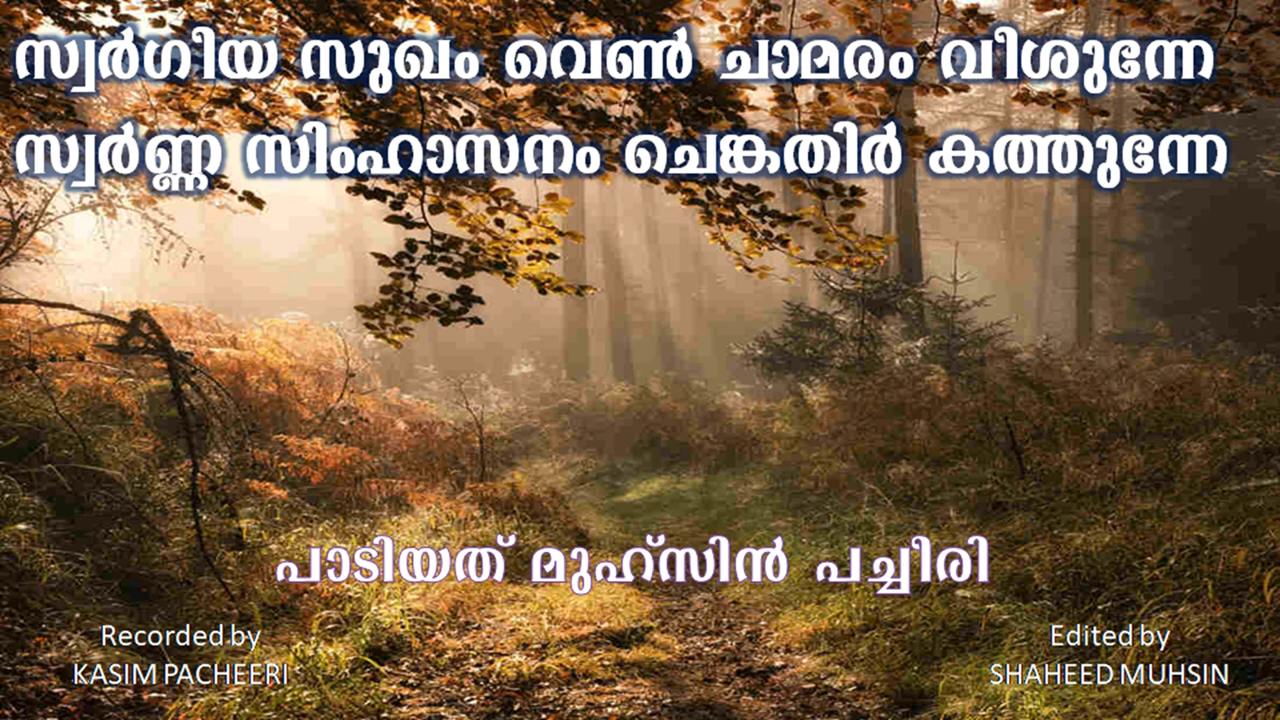 സ്വർഗീയ സുഖം വെൺ ചാമരം വീശുന്നേ
സ്വർണ്ണ സിംഹാസനം ചെങ്കതിർ കത്തുന്നേ
പാടിയത് മുഹ്സിൻ പച്ചീരി
Recorded by
KASIM PACHEERI
Edited by
SHAHEED MUHSIN